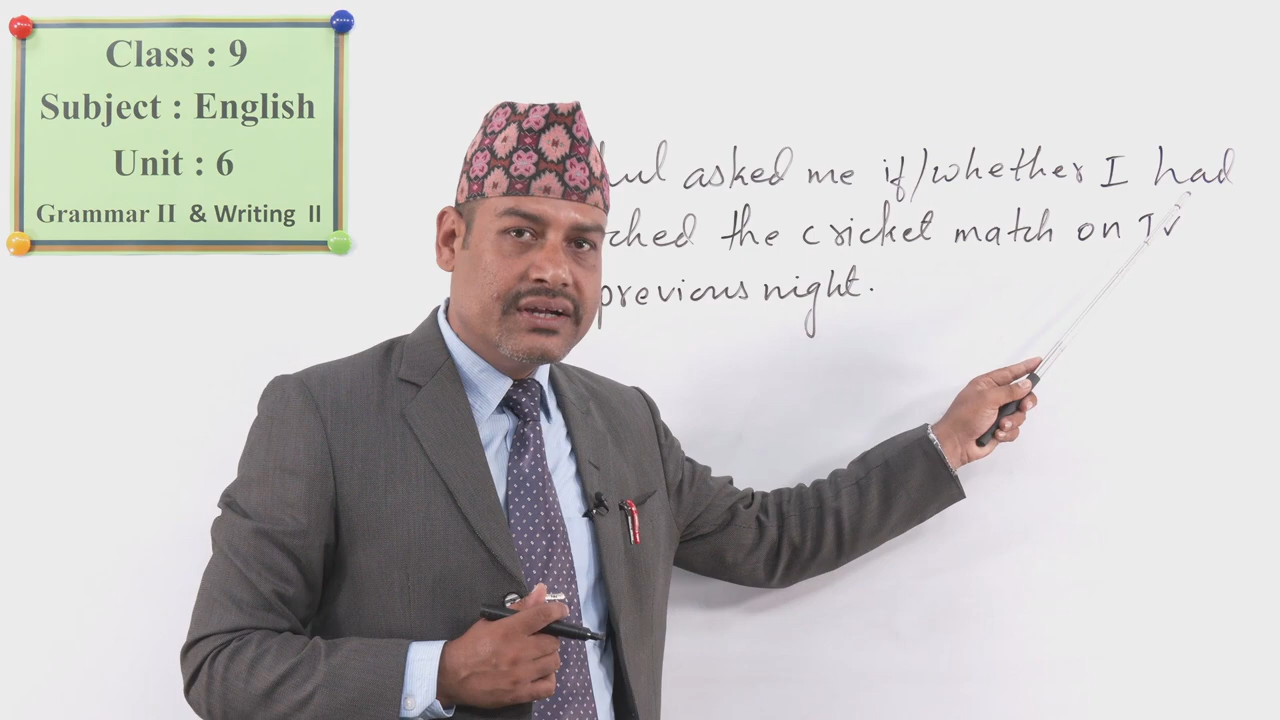 Class : 9
Subject : English
Unit : 6
Grammar II & Writing II
asked me if/whether I had
the cricket match on TV
previous night.